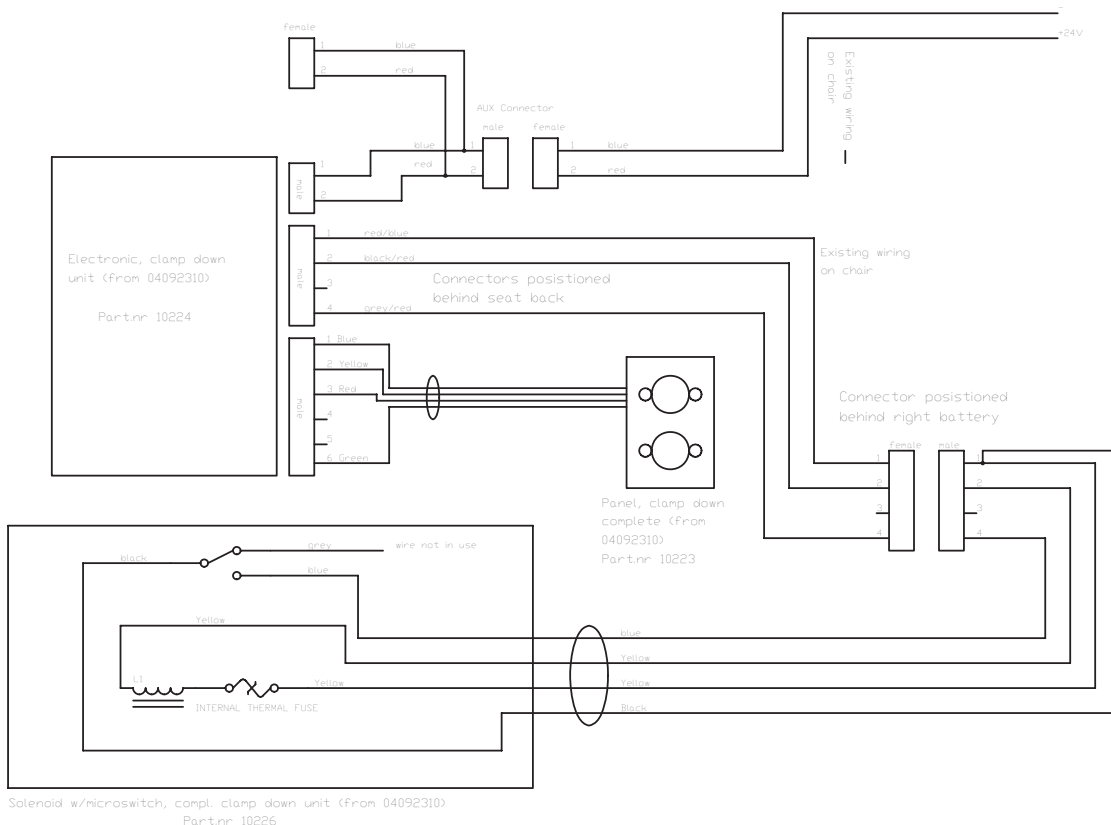 -
+24V
Existing wiring
on chair
female
1 blue
2 red
AUX Connector
male female
blue 1
red 2
1 blue
2 red
1
2
male
Electronic, clamp down
unit (from 04092310)
Part.nr 10224
1 red/blue
2 black/red
3
4 grey/red
male
Connectors posistioned
behind seat back
Existing wiring
on chair
1 Blue
2 Yellow
3 Red
4
5
6 Green
male
Panel, clamp down
complete (from
04092310)
Part.nr 10223
Connector posistioned
behind right battery
female male
1 1
2 2
3 3
4 4
black
grey wire not in use
blue
Yellow
L1
Yellow
INTERNAL THERMAL FUSE
blue
Yellow
Yellow
Black
Solenoid w/microswitch, compl. clamp down unit (from 04092310)
Part.nr 10226